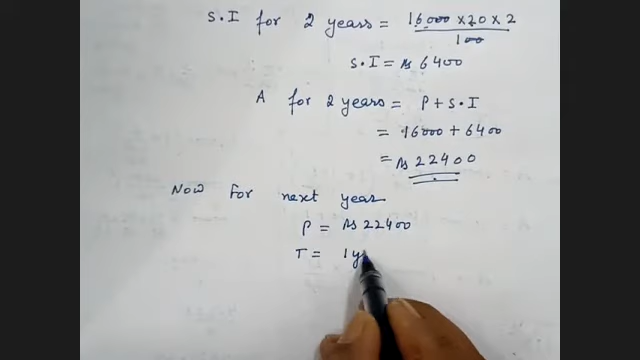 S.I for 2 years = 16000 × 20 × 2
100
S.I = Rs 6400
A for 2 years = P + S.I
= 16000 + 6400
= Rs 22400
Now For next year
P = Rs 22400
T = 1 y